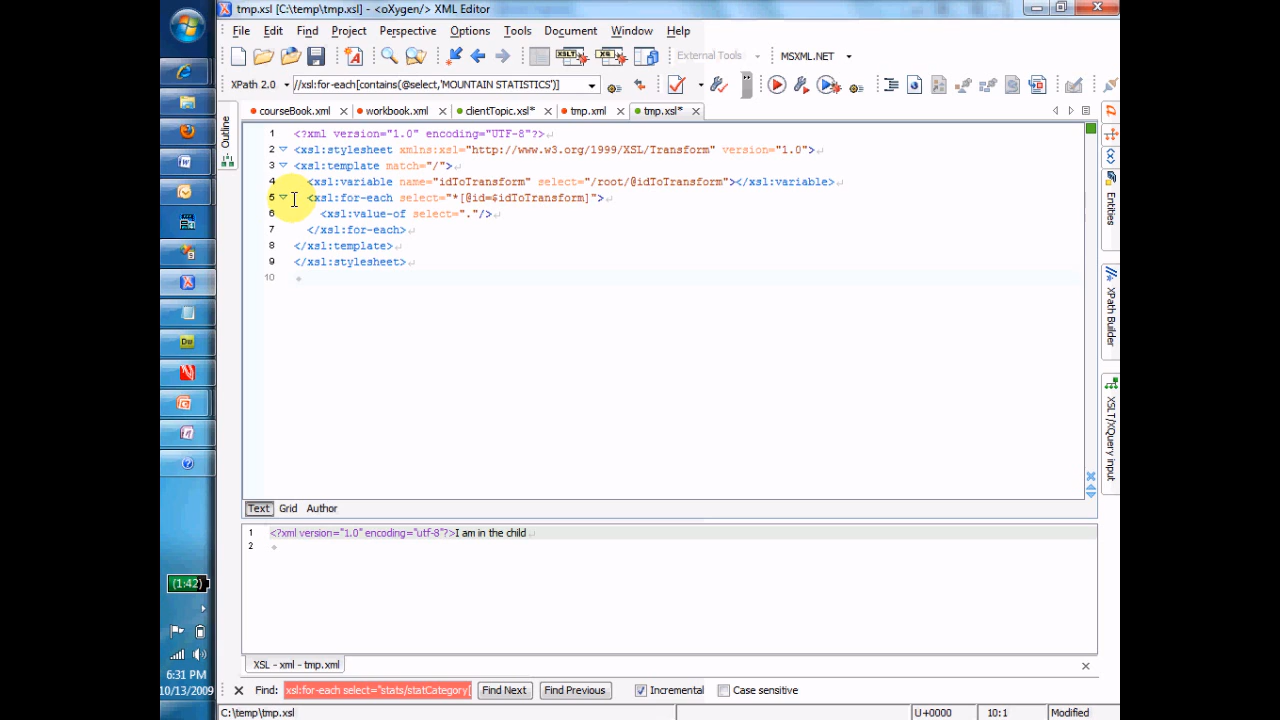 tmp.xsl [C:\temp\tmp.xsl] - <oXygen/> XML Editor
File Edit Find Project Perspective Options Tools Document Window Help
External Tools MSXML.NET
XPath 2.0 //xsl:for-each[contains(@select,'MOUNTAIN STATISTICS')]
courseBook.xml workbook.xml clientTopic.xsl* tmp.xml tmp.xsl*
Outline
1 <?xml version="1.0" encoding="UTF-8"?>
2 <xsl:stylesheet xmlns:xsl="http://www.w3.org/1999/XSL/Transform" version="1.0">
3 <xsl:template match="/">
4 <xsl:variable name="idToTransform" select="/root/@idToTransform"></xsl:variable>
5 <xsl:for-each select="*[@id=$idToTransform]">
6 <xsl:value-of select="."/>
7 </xsl:for-each>
8 </xsl:template>
9 </xsl:stylesheet>
10
Elements
Entities
XPath Builder
XSLT/XQuery input
Text Grid Author
1 <?xml version="1.0" encoding="utf-8"?>I am in the child
2
XSL - xml - tmp.xml
Find: xsl:for-each select="stats/statCategory[ Find Next Find Previous Incremental Case sensitive
C:\temp\tmp.xsl U+0000 10:1 Modified
Dw
(1:42)
6:31 PM
10/13/2009